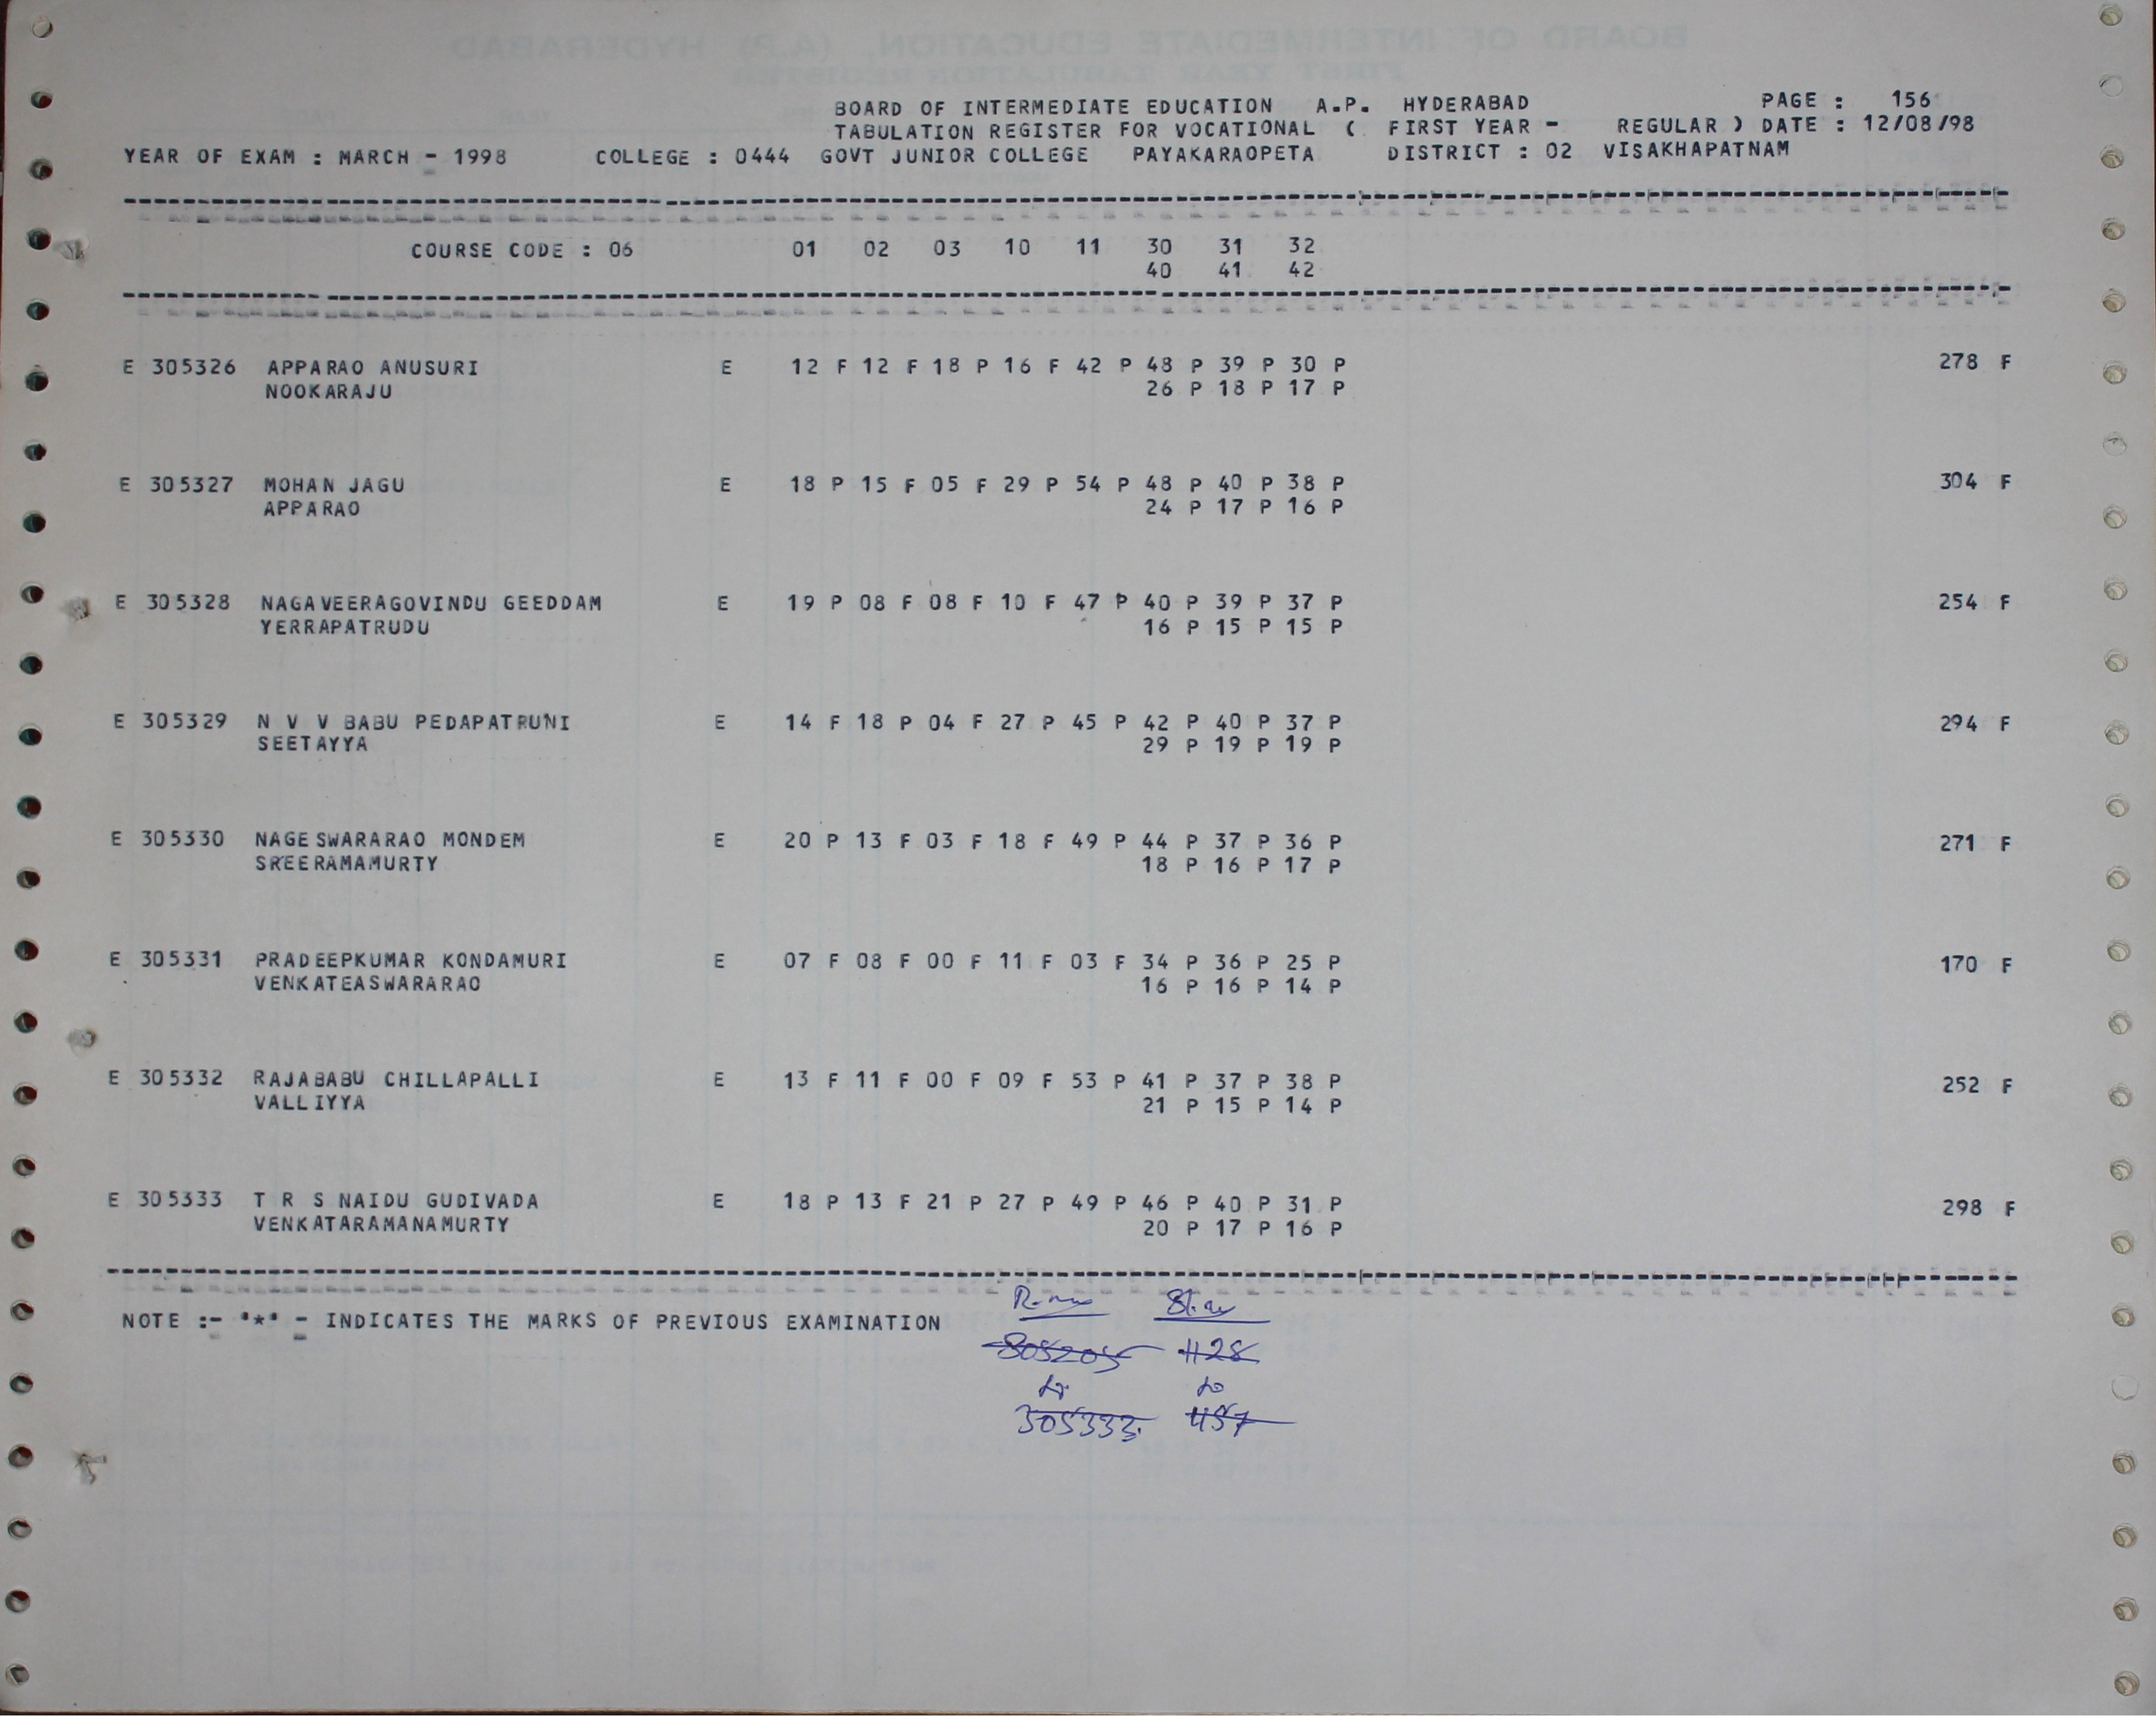 BOARD OF INTERMEDIATE EDUCATION A.P. HYDERABAD PAGE : 156
TABULATION REGISTER FOR VOCATIONAL ( FIRST YEAR - REGULAR ) DATE : 12/08/98
YEAR OF EXAM : MARCH - 1998 COLLEGE : 0444 GOVT JUNIOR COLLEGE PAYAKARAOPETA DISTRICT : 02 VISAKHAPATNAM
COURSE CODE : 06 01 02 03 10 11 30 31 32
40 41 42
E 305326 APPARAO ANUSURI E 12 F 12 F 18 P 16 F 42 P 48 P 39 P 30 P 278 F
NOOKARAJU 26 P 18 P 17 P
E 305327 MOHAN JAGU E 18 P 15 F 05 F 29 P 54 P 48 P 40 P 38 P 304 F
APPARAO 24 P 17 P 16 P
E 305328 NAGAVEERAGOVINDU GEEDDAM E 19 P 08 F 08 F 10 F 47 P 40 P 39 P 37 P 254 F
YERRAPATRUDU 16 P 15 P 15 P
E 305329 N V V BABU PEDAPATRUNI E 14 F 18 P 04 F 27 P 45 P 42 P 40 P 37 P 294 F
SEETAYYA 29 P 19 P 19 P
E 305330 NAGESWARARAO MONDEM E 20 P 13 F 03 F 18 F 49 P 44 P 37 P 36 P 271 F
SREERAMAMURTY 18 P 16 P 17 P
E 305331 PRADEEPKUMAR KONDAMURI E 07 F 08 F 00 F 11 F 03 F 34 P 36 P 25 P 170 F
VENKATEASWARARAO 16 P 16 P 14 P
E 305332 RAJABABU CHILLAPALLI E 13 F 11 F 00 F 09 F 53 P 41 P 37 P 38 P 252 F
VALLIYYA 21 P 15 P 14 P
E 305333 T R S NAIDU GUDIVADA E 18 P 13 F 21 P 27 P 49 P 46 P 40 P 31 P 298 F
VENKATARAMANAMURTY 20 P 17 P 16 P
NOTE :- '*' - INDICATES THE MARKS OF PREVIOUS EXAMINATION
305205 1128
to to
305333